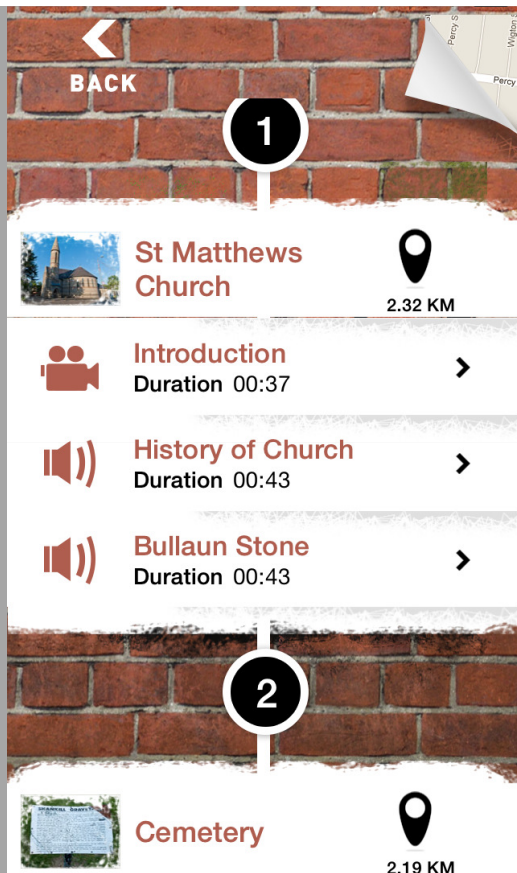 Percy S
Wigton S
Percy
BACK
1
St Matthews
Church
2.32 KM
Introduction
Duration 00:37
History of Church
Duration 00:43
Bullaun Stone
Duration 00:43
2
Cemetery
2.19 KM